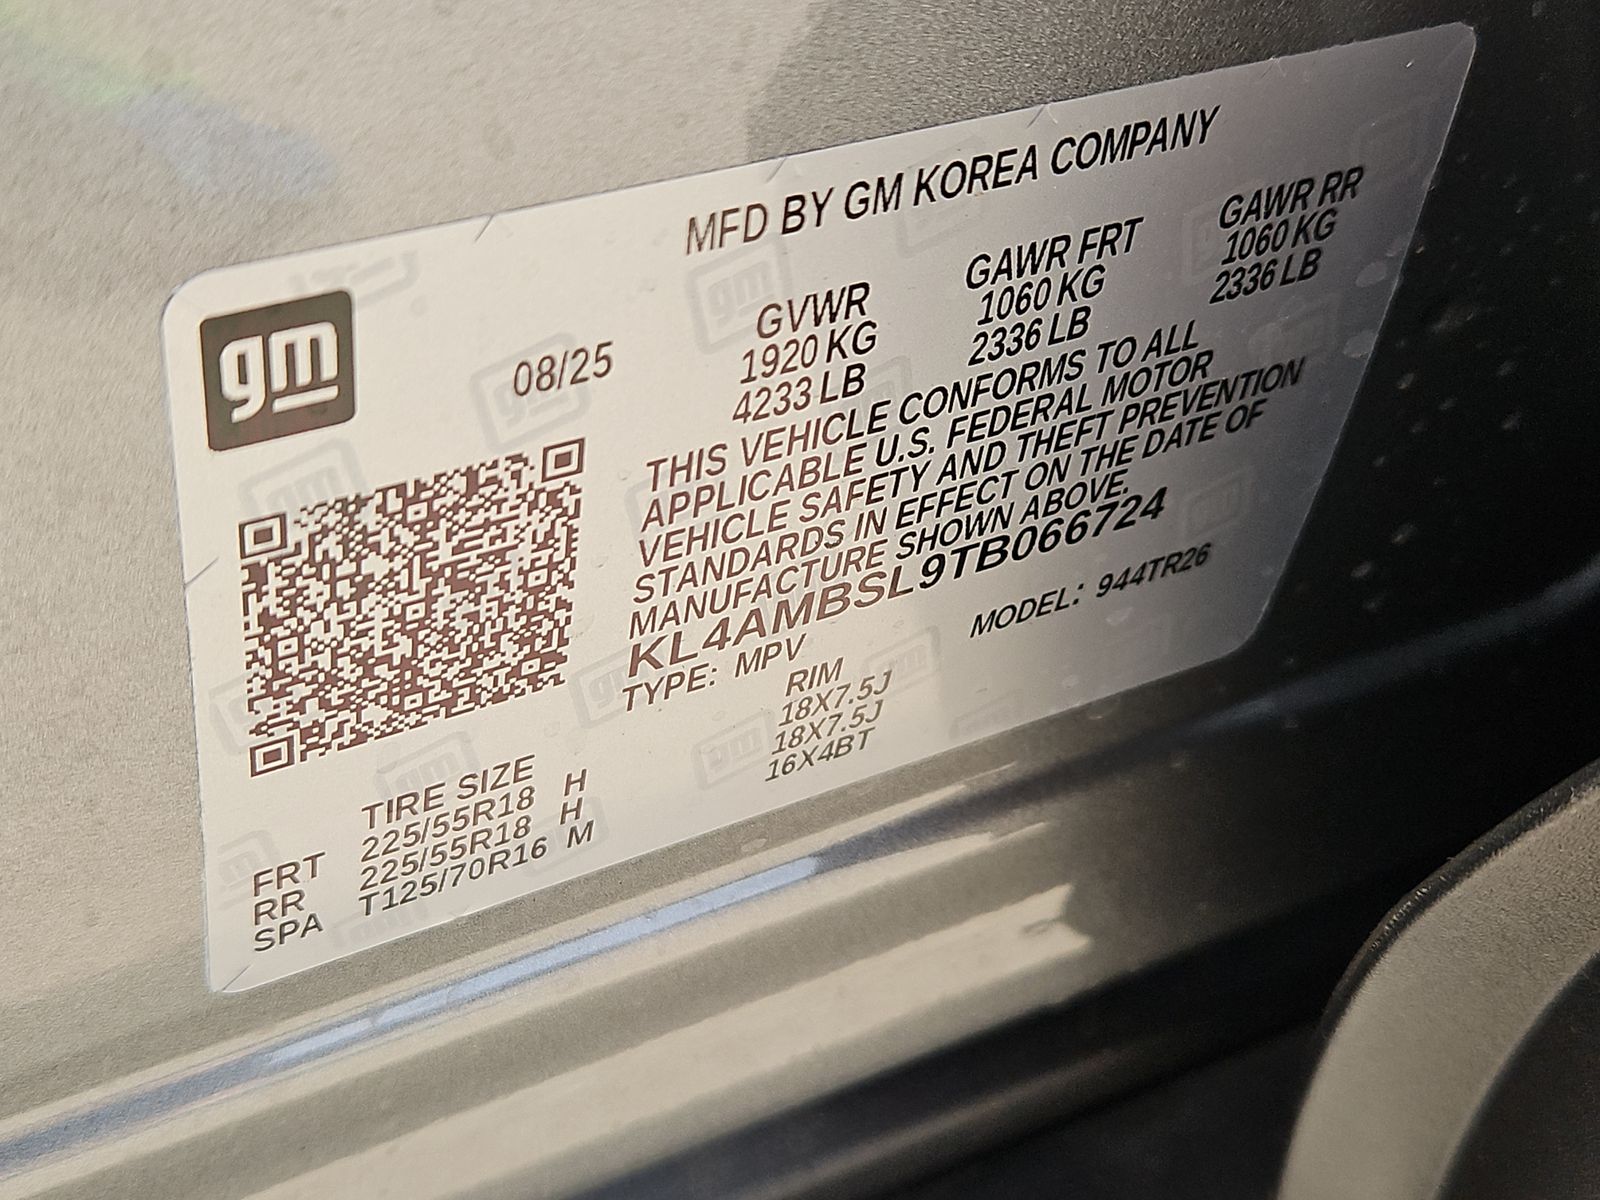 gm
MFD BY GM KOREA COMPANY
08/25
GVWR GAWR FRT GAWR RR
1920 KG 1060 KG 1060 KG
4233 LB 2336 LB 2336 LB
THIS VEHICLE CONFORMS TO ALL
APPLICABLE U.S. FEDERAL MOTOR
VEHICLE SAFETY AND THEFT PREVENTION
STANDARDS IN EFFECT ON THE DATE OF
MANUFACTURE SHOWN ABOVE.
KL4AMBSL9TB066724
TYPE: MPV MODEL: 944TR26
TIRE SIZE RIM
FRT 225/55R18 H 18X7.5J
RR 225/55R18 H 18X7.5J
SPA T125/70R16 M 16X4BT